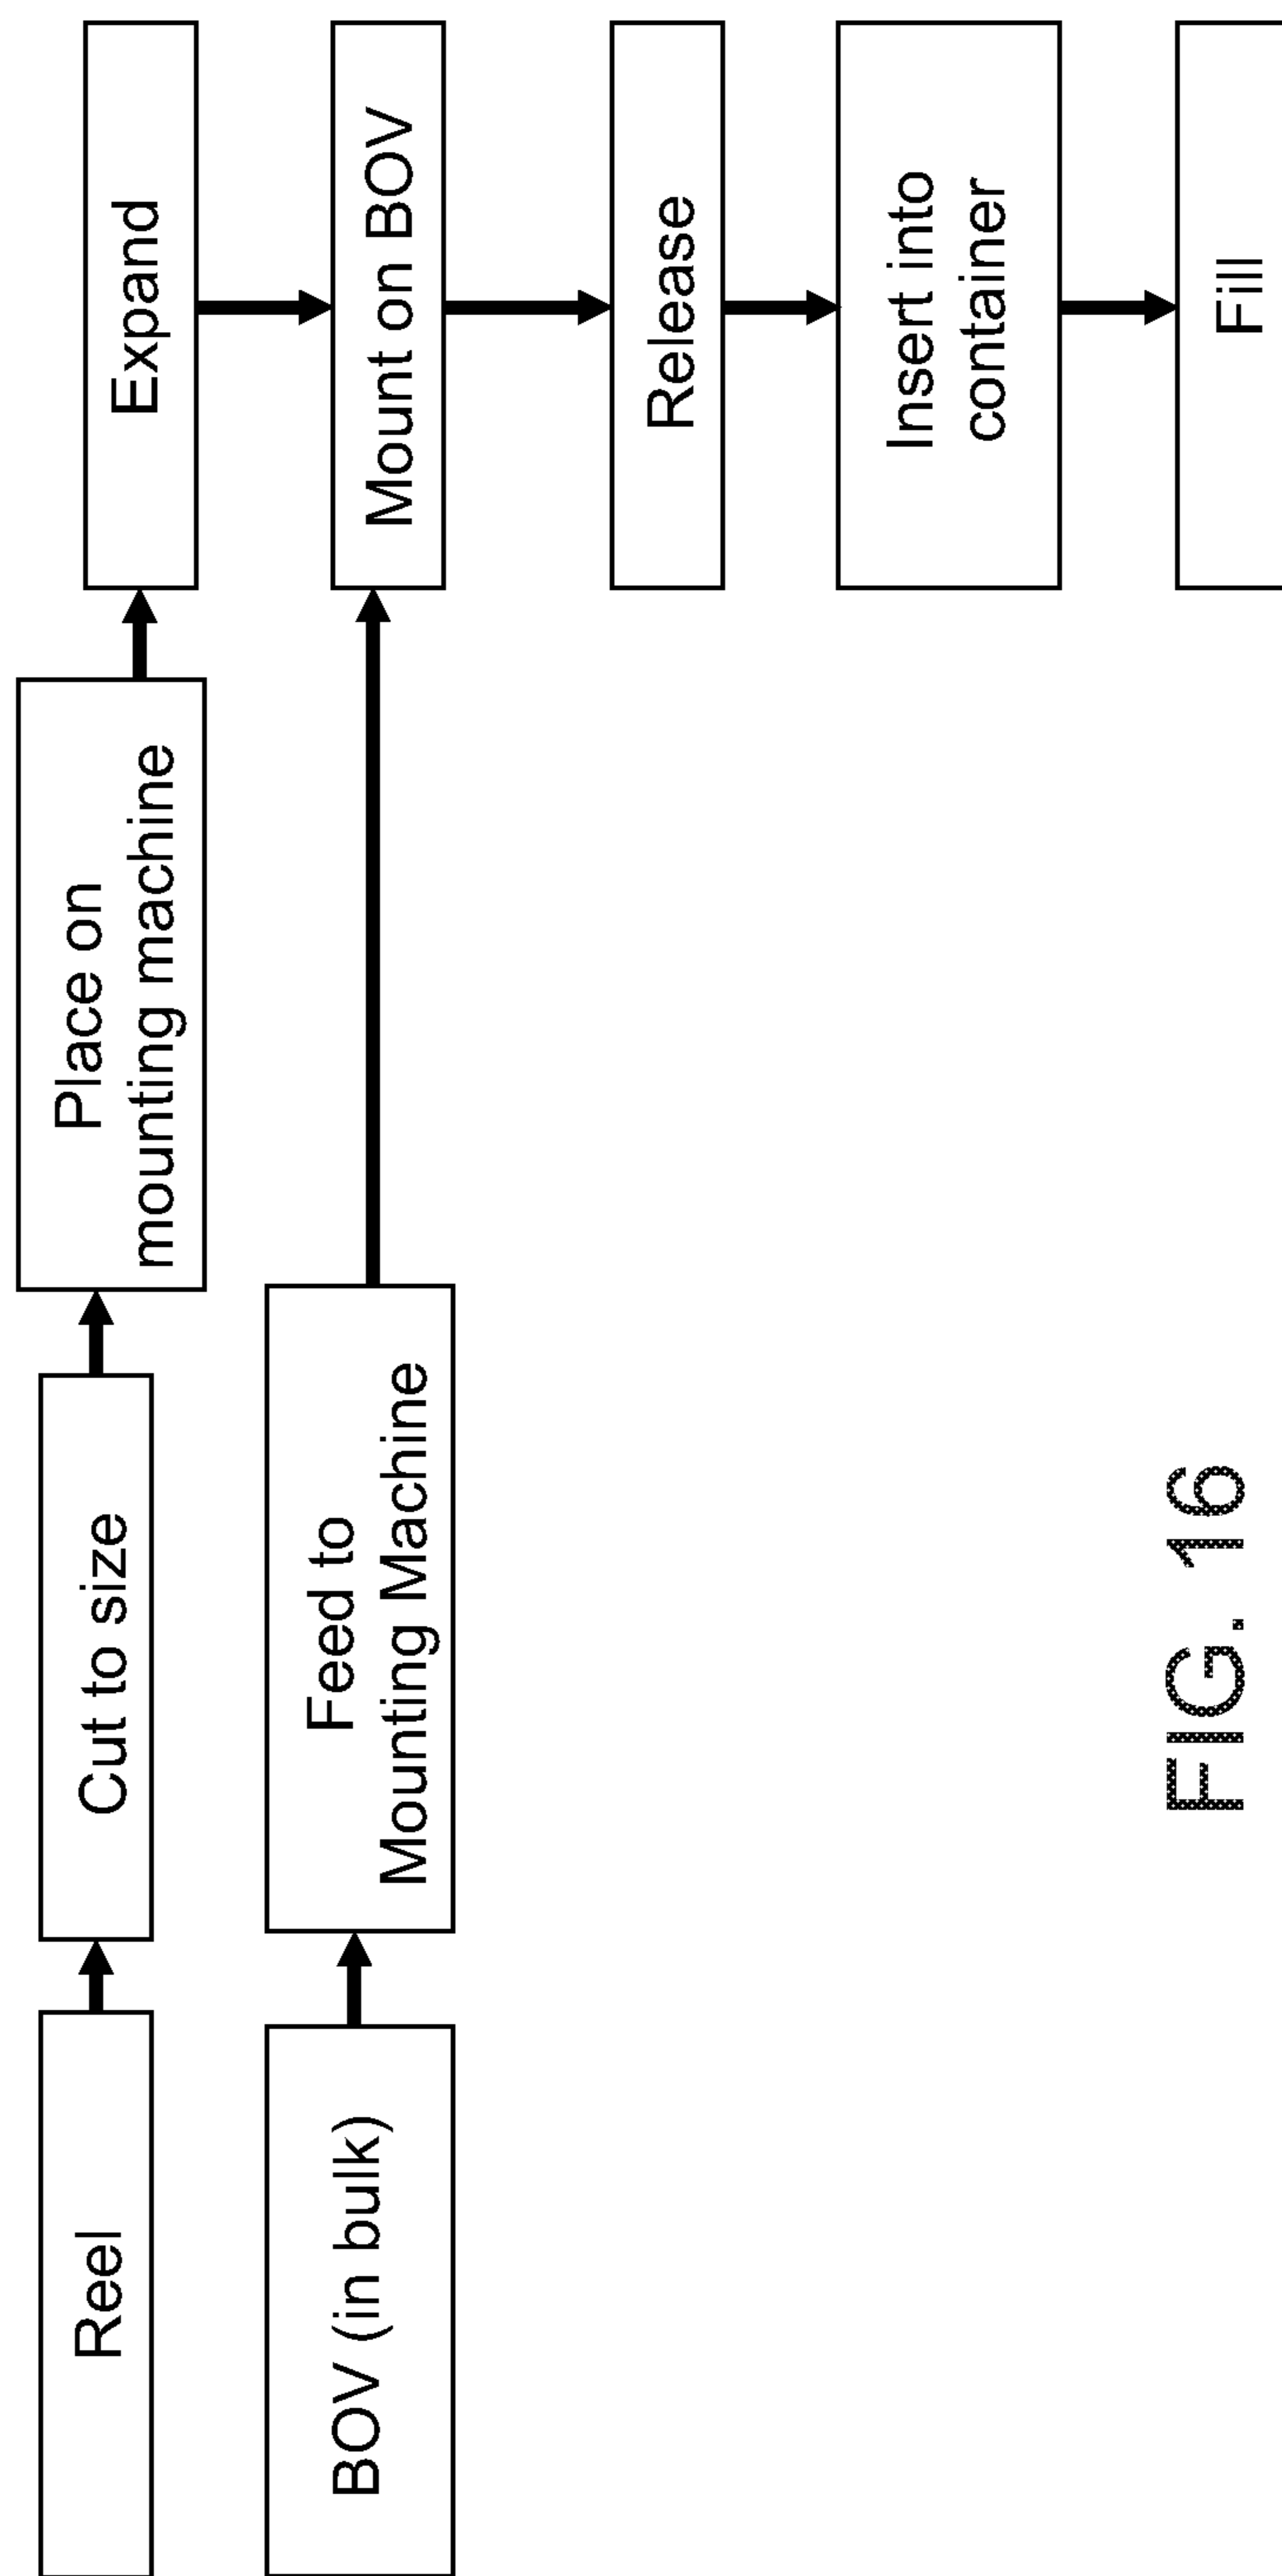 Reel
Cut to size
Place on
mounting machine
Expand
BOV (in bulk)
Feed to
Mounting Machine
Mount on BOV
Release
Insert into
container
Fill
FIG. 16